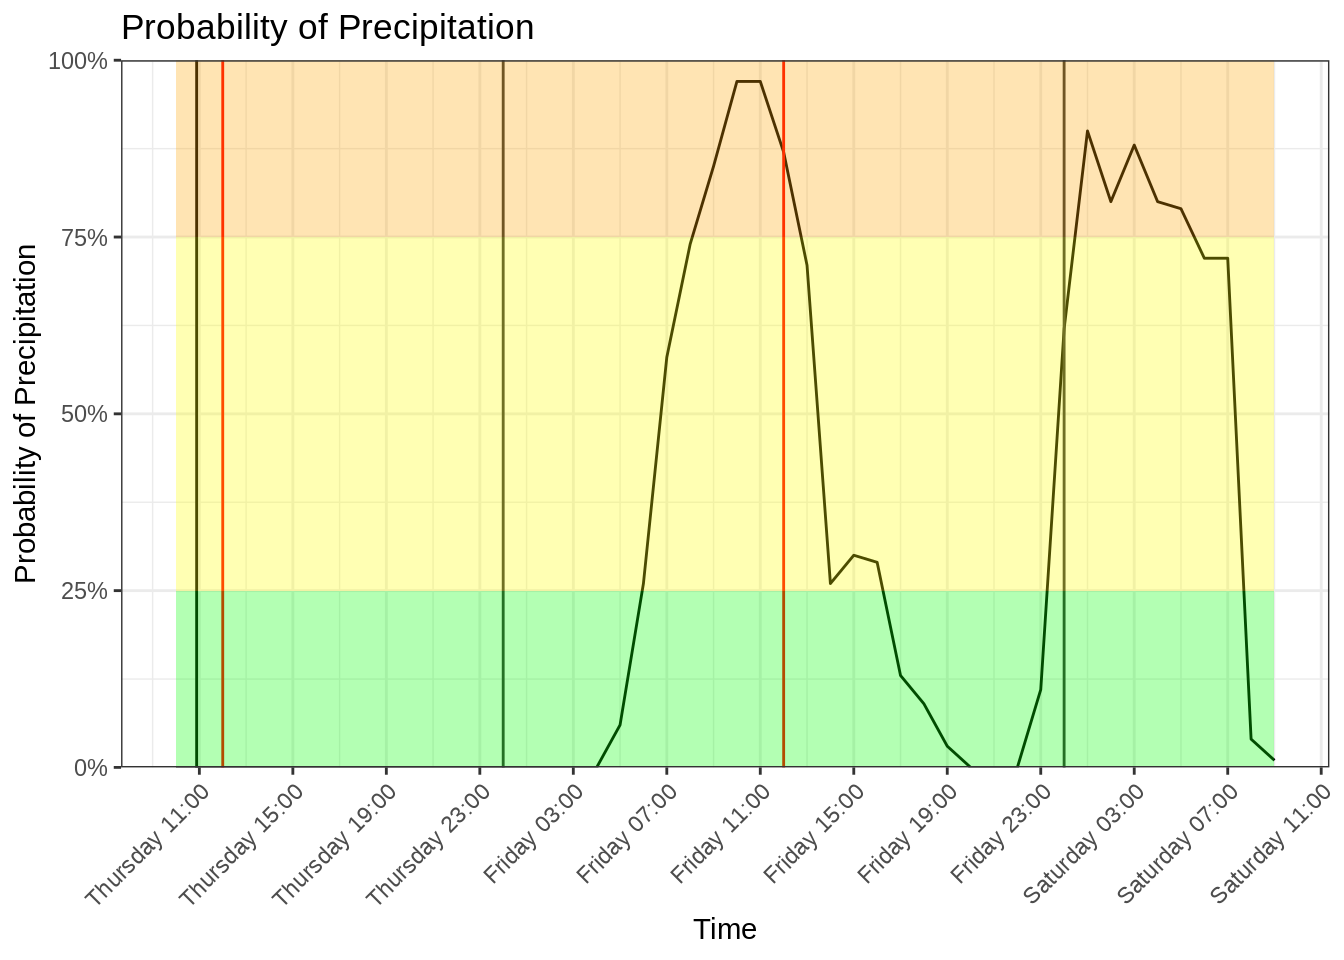 Probability of Precipitation
Probability of Precipitation
100%
75%
50%
25%
0%
Thursday 11:00
Thursday 15:00
Thursday 19:00
Thursday 23:00
Friday 03:00
Friday 07:00
Friday 11:00
Friday 15:00
Friday 19:00
Friday 23:00
Saturday 03:00
Saturday 07:00
Saturday 11:00
Time